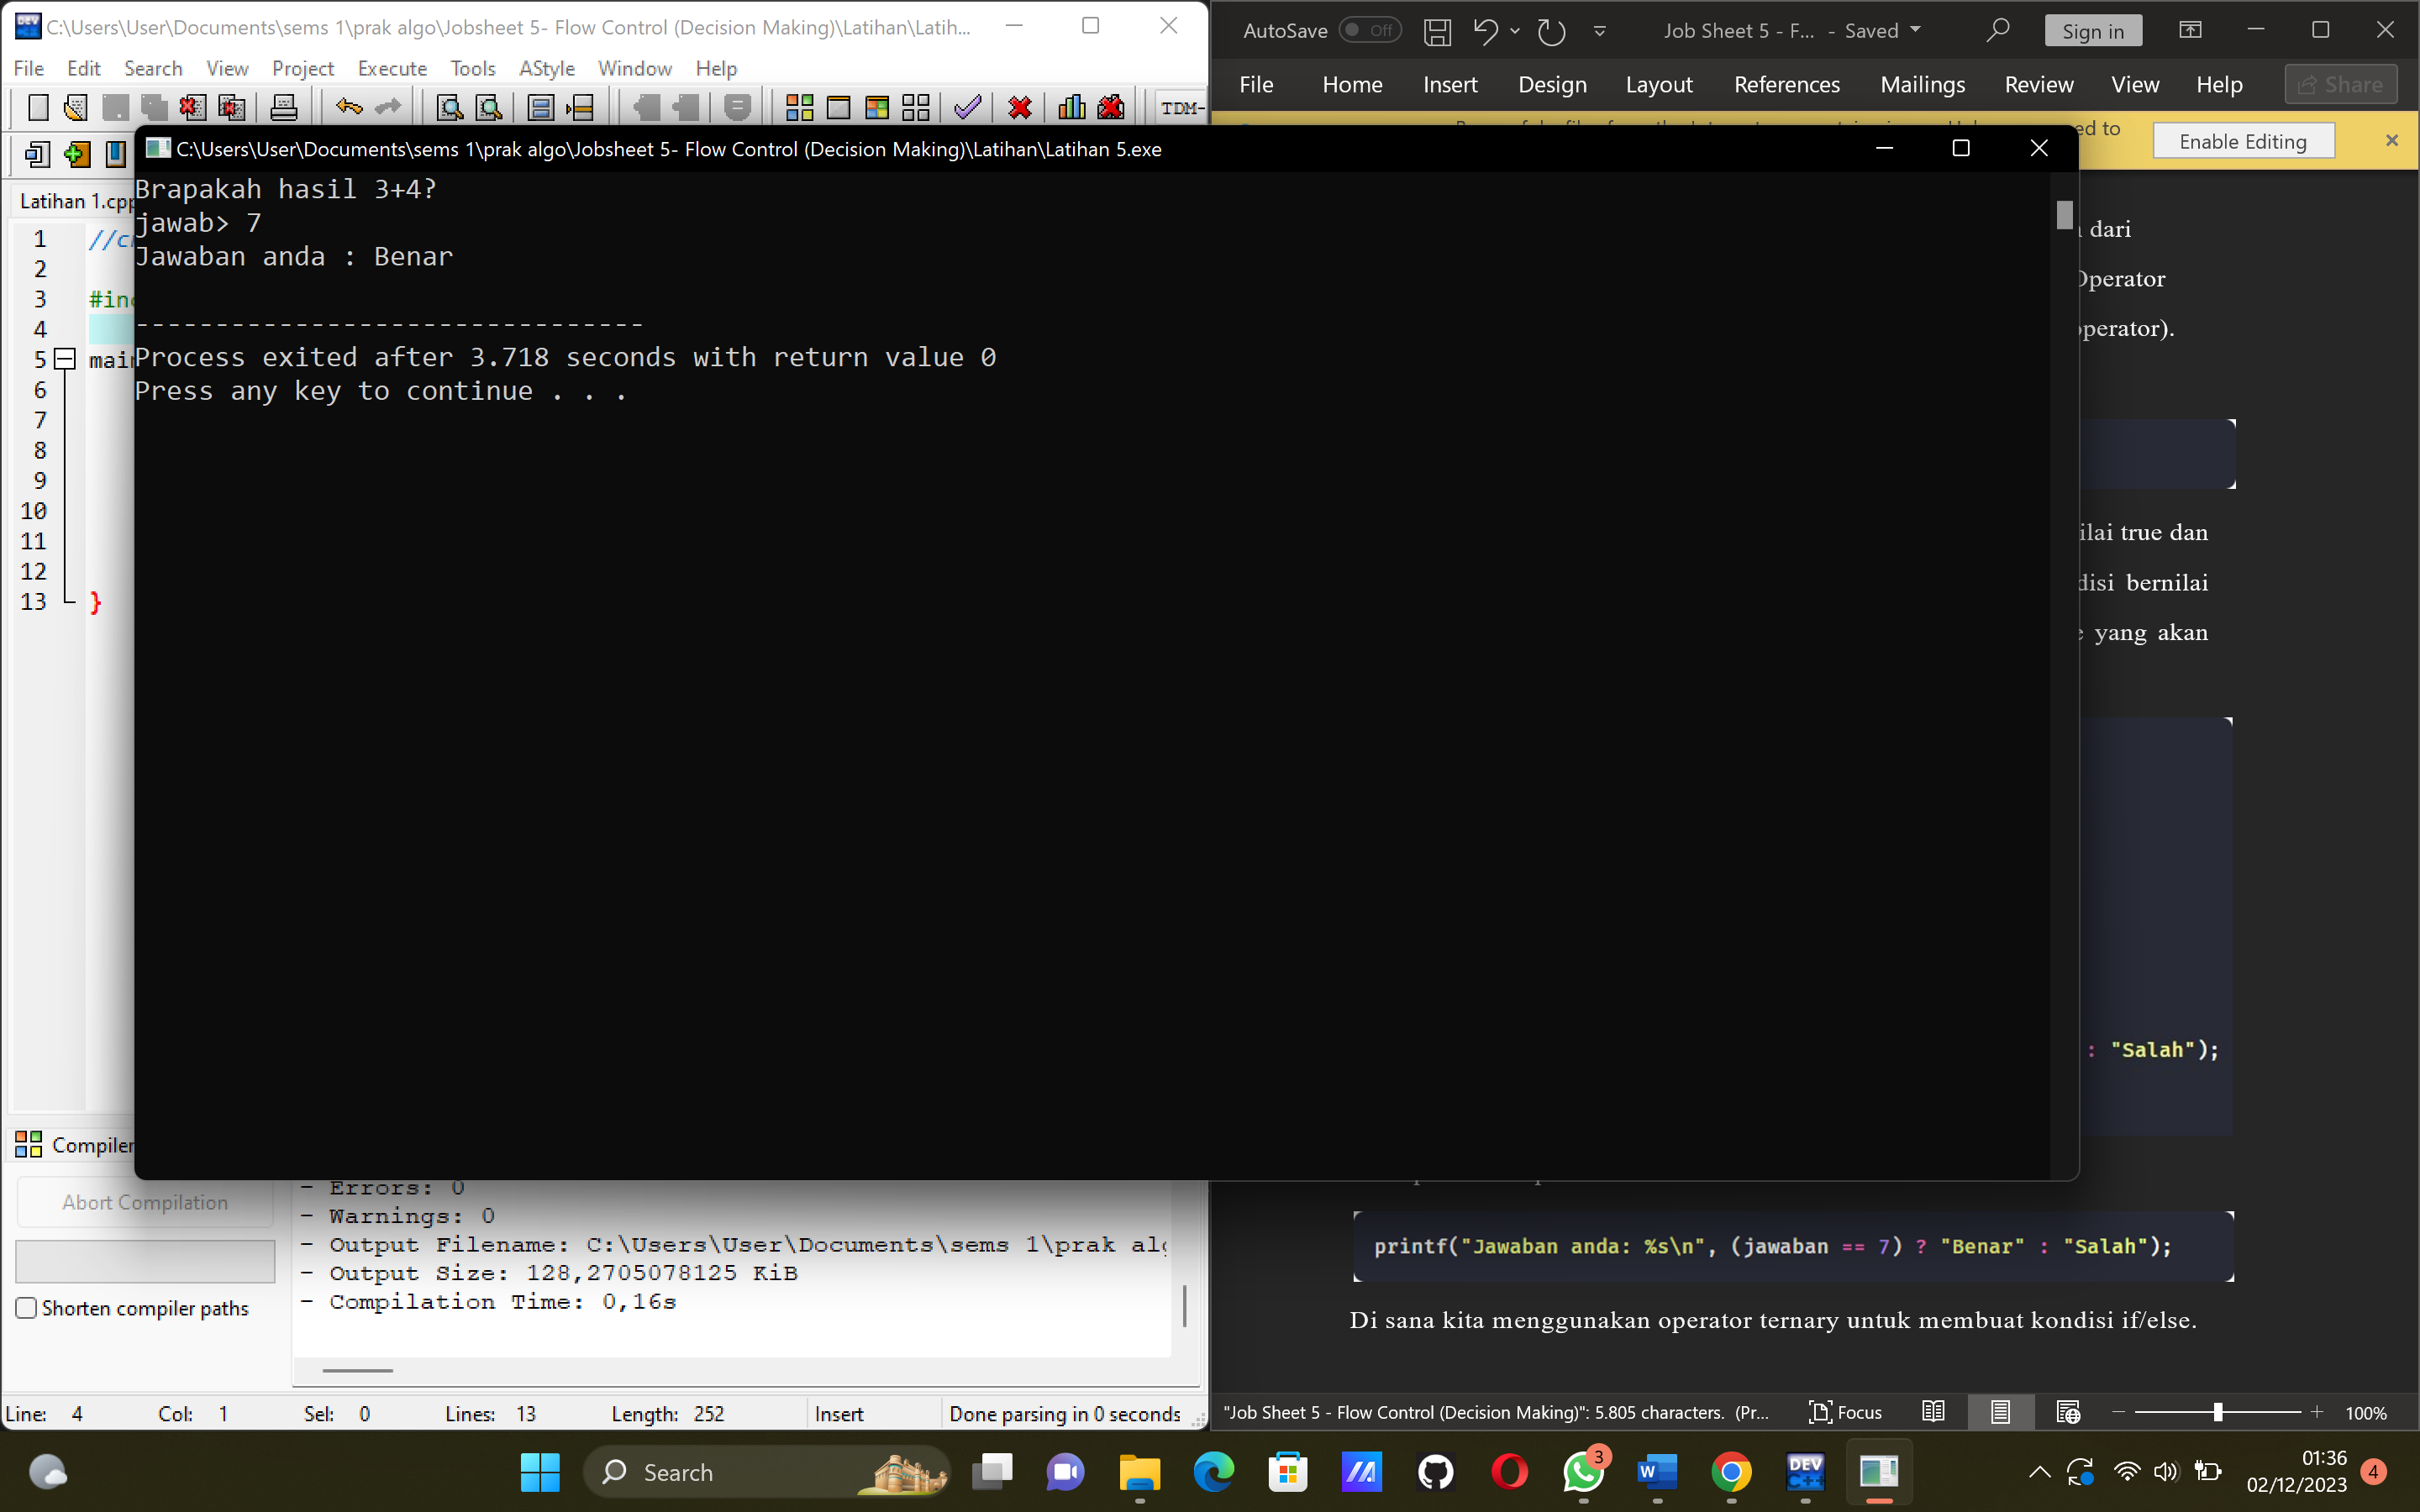 C:\Users\User\Documents\sems 1\prak algo\Jobsheet 5- Flow Control (Decision Making)\Latihan\Latih...
File Edit Search View Project Execute Tools AStyle Window Help
TDM-
Latihan 1.cpp
1 //c
2
3 #inc
4
5 mai
6
7
8
9
10
11
12
13 }
C:\Users\User\Documents\sems 1\prak algo\Jobsheet 5- Flow Control (Decision Making)\Latihan\Latihan 5.exe
Brapakah hasil 3+4?
jawab> 7
Jawaban anda : Benar
--------------------------------
Process exited after 3.718 seconds with return value 0
Press any key to continue . . .
Compiler
Abort Compilation
Shorten compiler paths
- Errors: 0
- Warnings: 0
- Output Filename: C:\Users\User\Documents\sems 1\prak alg
- Output Size: 128,2705078125 KiB
- Compilation Time: 0,16s
Line: 4 Col: 1 Sel: 0 Lines: 13 Length: 252 Insert Done parsing in 0 seconds
AutoSave Off Job Sheet 5 - F... - Saved Sign in
File Home Insert Design Layout References Mailings Review View Help Share
ed to Enable Editing
dari
Operator
operator).
ilai true dan
disi bernilai
yang akan
: "Salah");
printf("Jawaban anda: %s\n", (jawaban == 7) ? "Benar" : "Salah");
Di sana kita menggunakan operator ternary untuk membuat kondisi if/else.
"Job Sheet 5 - Flow Control (Decision Making)": 5.805 characters. (Pr... Focus 100%
Search
3
DEV C++
01:36
02/12/2023
4